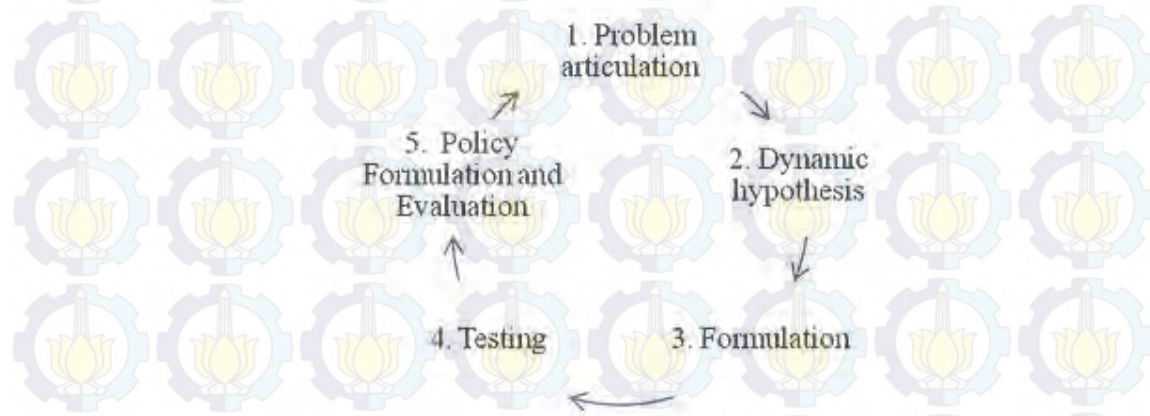 1. Problem
articulation
2. Dynamic
hypothesis
3. Formulation
4. Testing
5. Policy
Formulation and
Evaluation